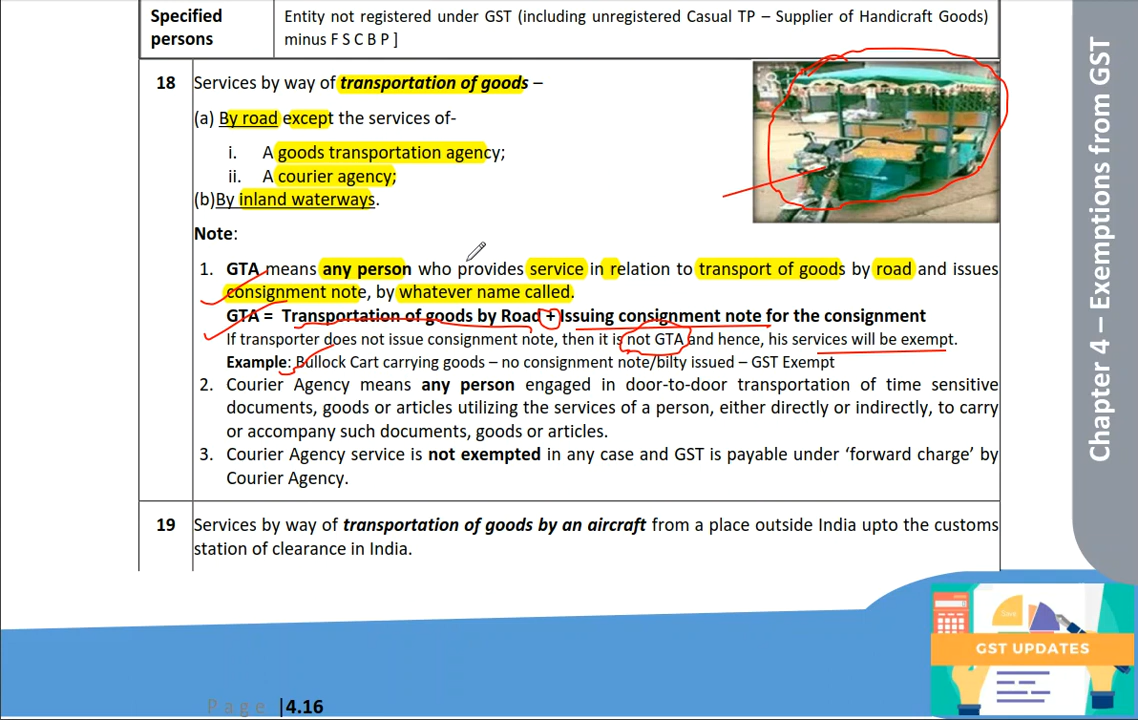 Specified persons
Entity not registered under GST (including unregistered Casual TP – Supplier of Handicraft Goods)
minus F S C B P ]
18
Services by way of transportation of goods –
(a) By road except the services of-
i. A goods transportation agency;
ii. A courier agency;
(b)By inland waterways.
Note:
1. GTA means any person who provides service in relation to transport of goods by road and issues
consignment note, by whatever name called.
GTA = Transportation of goods by Road + Issuing consignment note for the consignment
If transporter does not issue consignment note, then it is not GTA and hence, his services will be exempt.
Example: Bullock Cart carrying goods – no consignment note/bilty issued – GST Exempt
2. Courier Agency means any person engaged in door-to-door transportation of time sensitive
documents, goods or articles utilizing the services of a person, either directly or indirectly, to carry
or accompany such documents, goods or articles.
3. Courier Agency service is not exempted in any case and GST is payable under ‘forward charge’ by
Courier Agency.
19
Services by way of transportation of goods by an aircraft from a place outside India upto the customs
station of clearance in India.
Chapter 4 – Exemptions from GST
GST UPDATES
Page |4.16